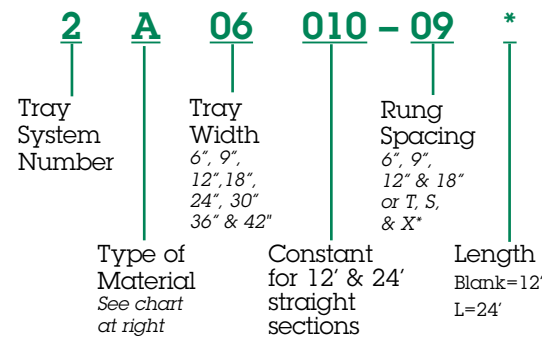 2 A 06 010 – 09 *
Tray
System
Number
Tray
Width
6″, 9″,
12″,18″,
24″, 30″
36″ & 42"
Rung
Spacing
6″, 9″,
12″ & 18″
or T, S,
& X*
Type of
Material
See chart
at right
Constant
for 12′ & 24′
straight
sections
Length
Blank=12′
L=24′